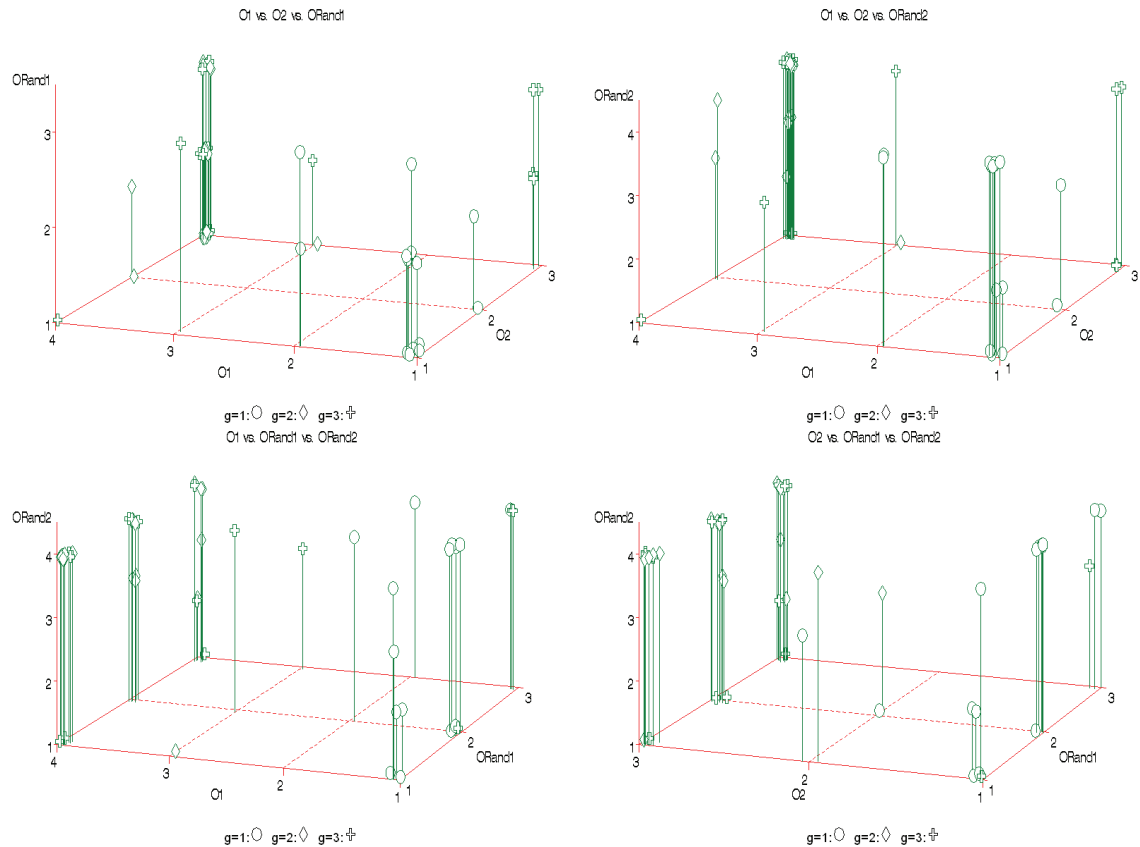 O1 vs. O2 vs. ORand1
ORand1
3
2
1
4
3
2
1
O1
1
2
3
O2
g=1: g=2: g=3:
O1 vs. O2 vs. ORand2
ORand2
4
3
2
1
4
3
2
1
O1
1
2
3
O2
g=1: g=2: g=3:
O1 vs. ORand1 vs. ORand2
ORand2
4
3
2
1
4
3
2
1
O1
1
2
3
ORand1
g=1: g=2: g=3:
O2 vs. ORand1 vs. ORand2
ORand2
4
3
2
1
3
2
1
O2
1
2
3
ORand1
g=1: g=2: g=3: